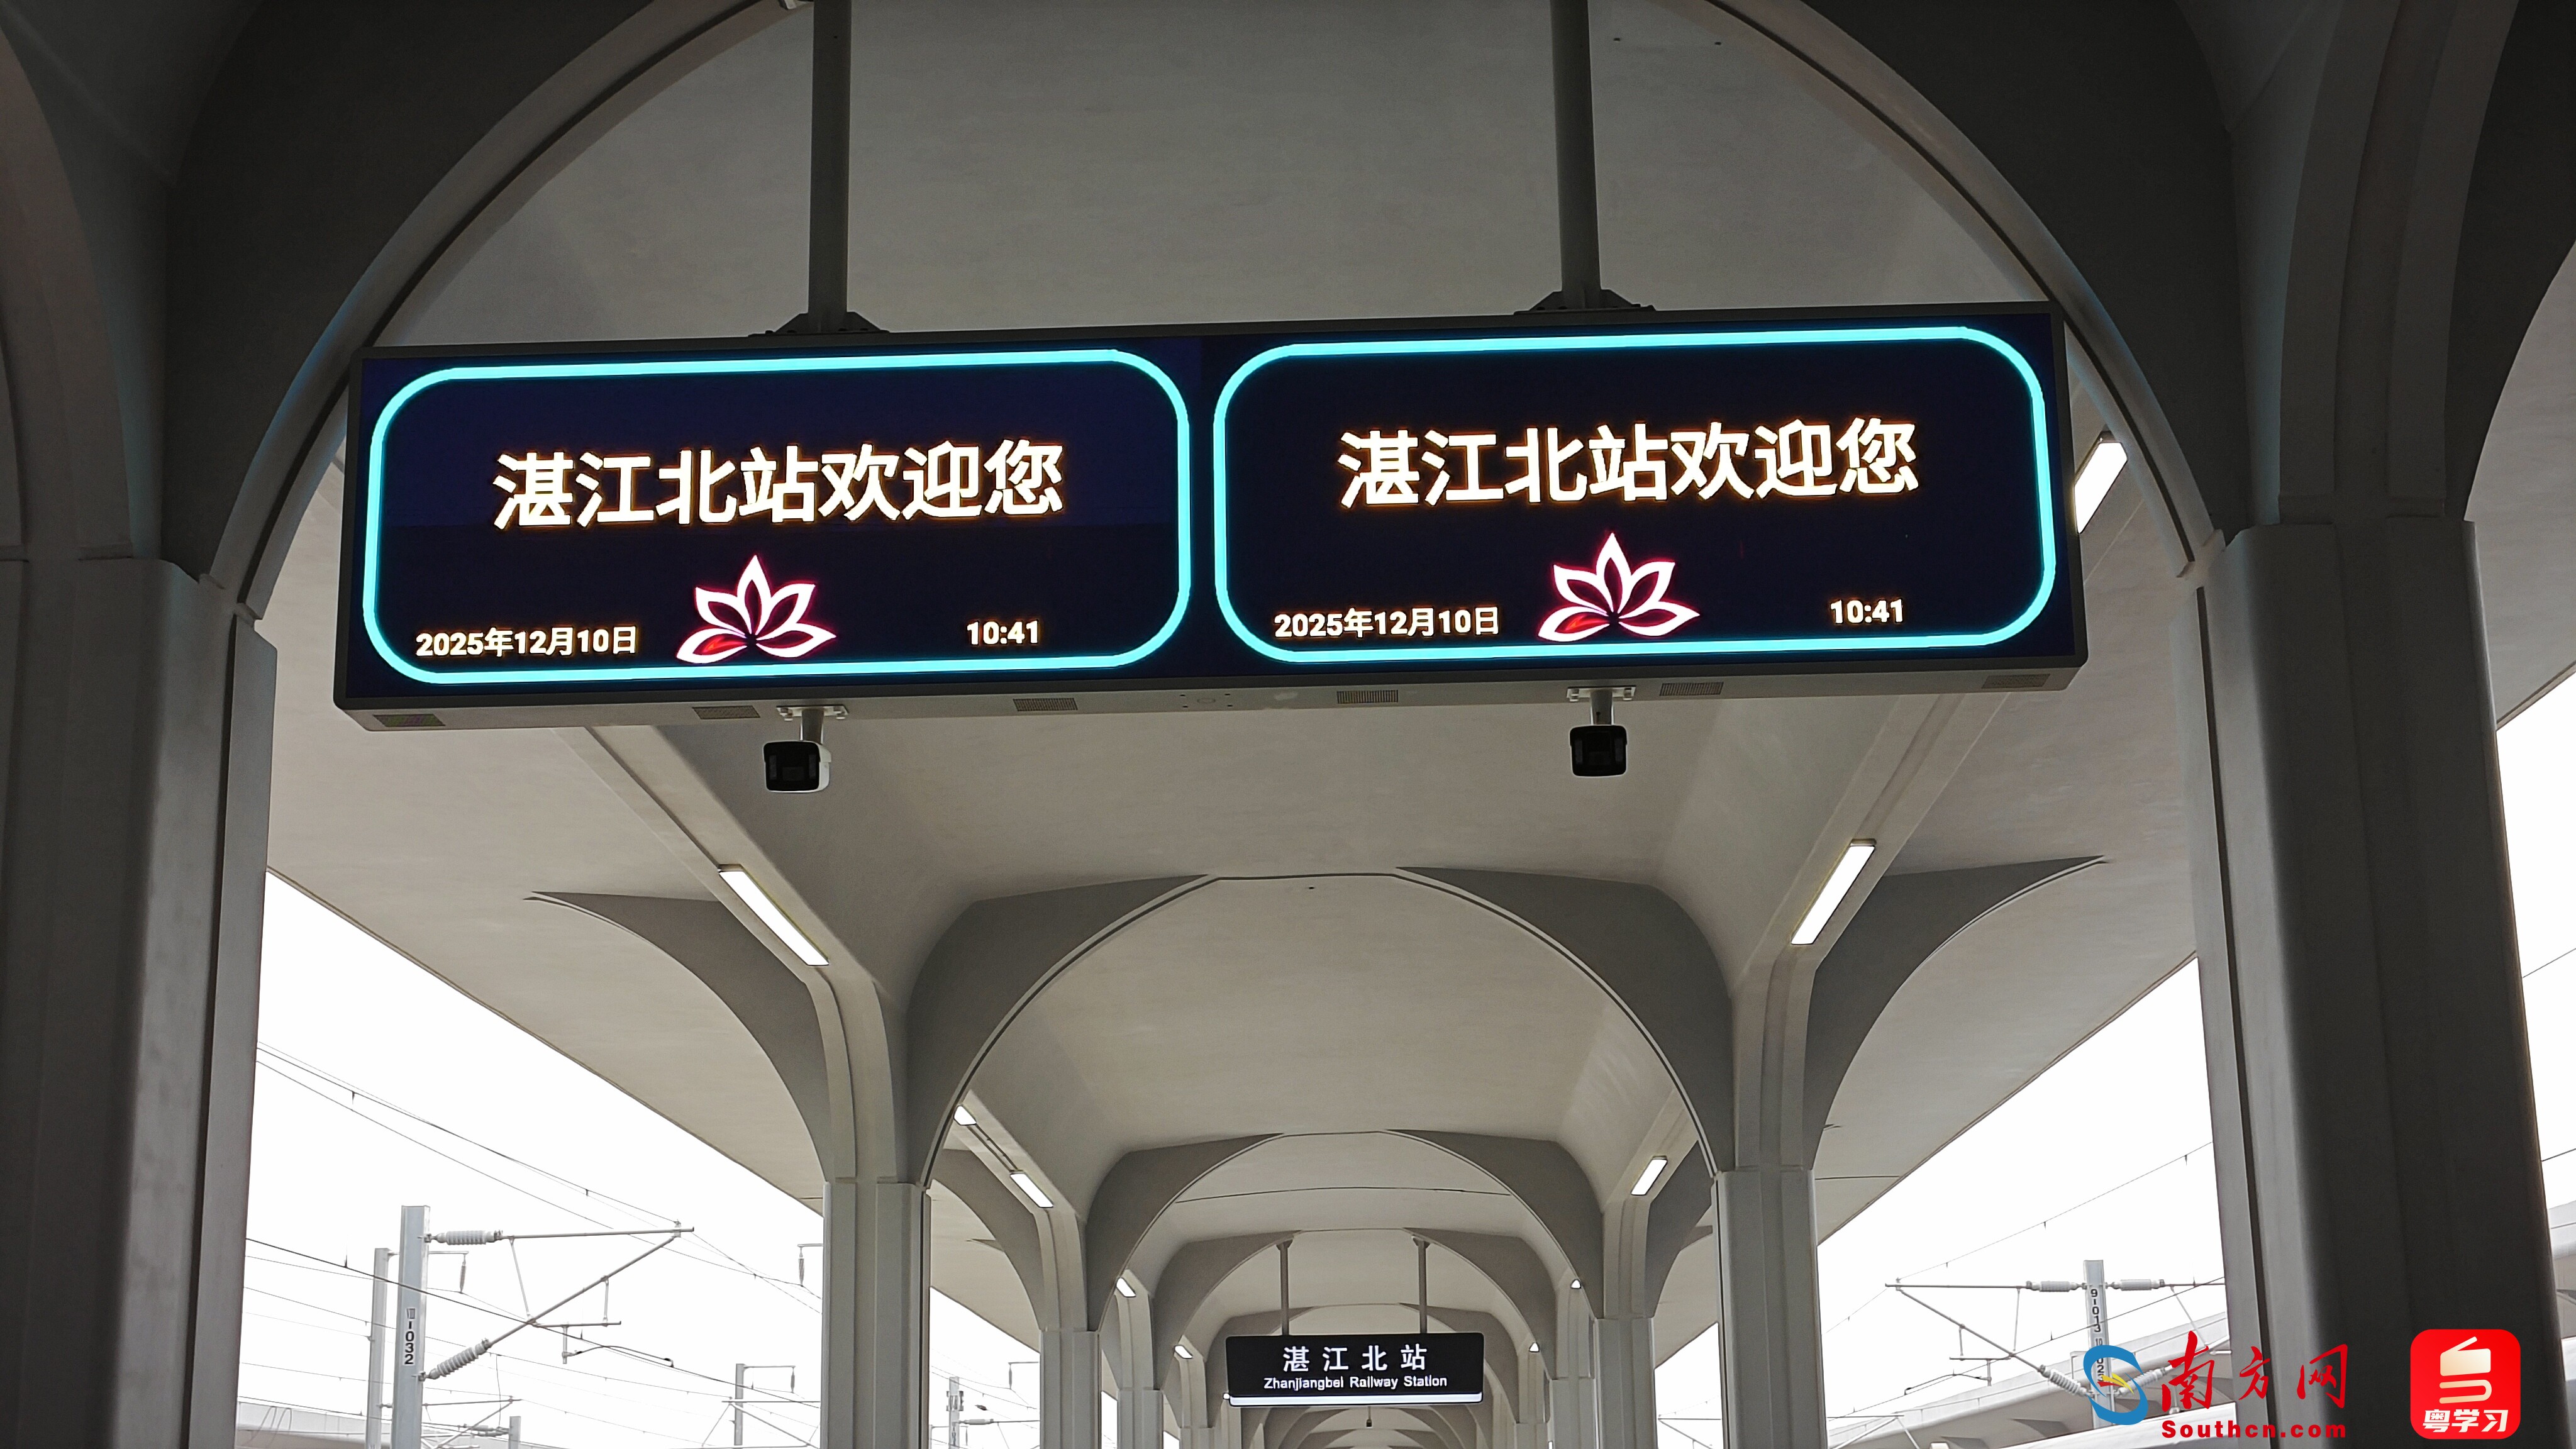 湛江北站欢迎您
2025年12月10日
10:41
湛江北站欢迎您
2025年12月10日
10:41
湛江北站
Zhanjiangbei Railway Station
南方网
Southcn.com
粤学习